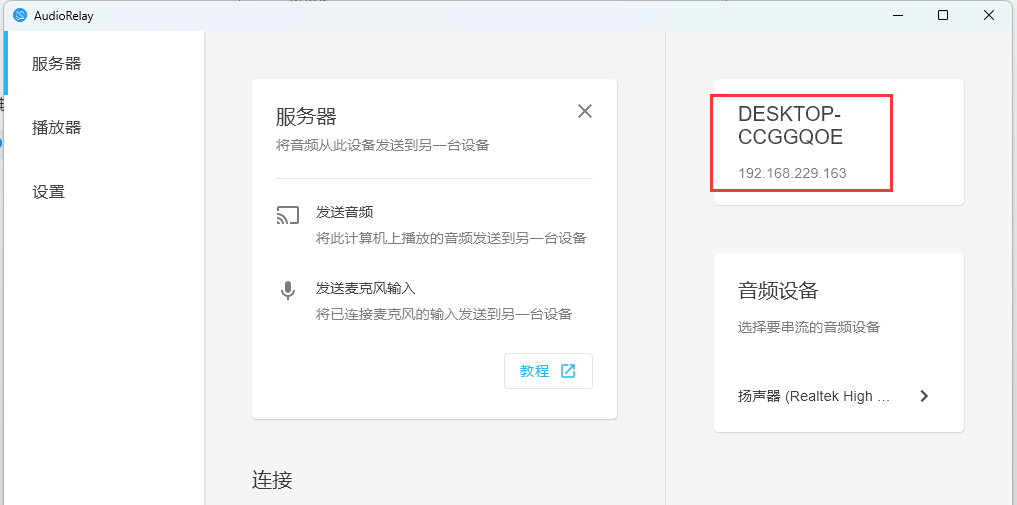 AudioRelay
服务器
播放器
设置
服务器
将音频从此设备发送到另一台设备
发送音频
将此计算机上播放的音频发送到另一台设备
发送麦克风输入
将已连接麦克风的输入发送到另一台设备
教程
连接
DESKTOP-
CCGGQOE
192.168.229.163
音频设备
选择要串流的音频设备
扬声器 (Realtek High ...